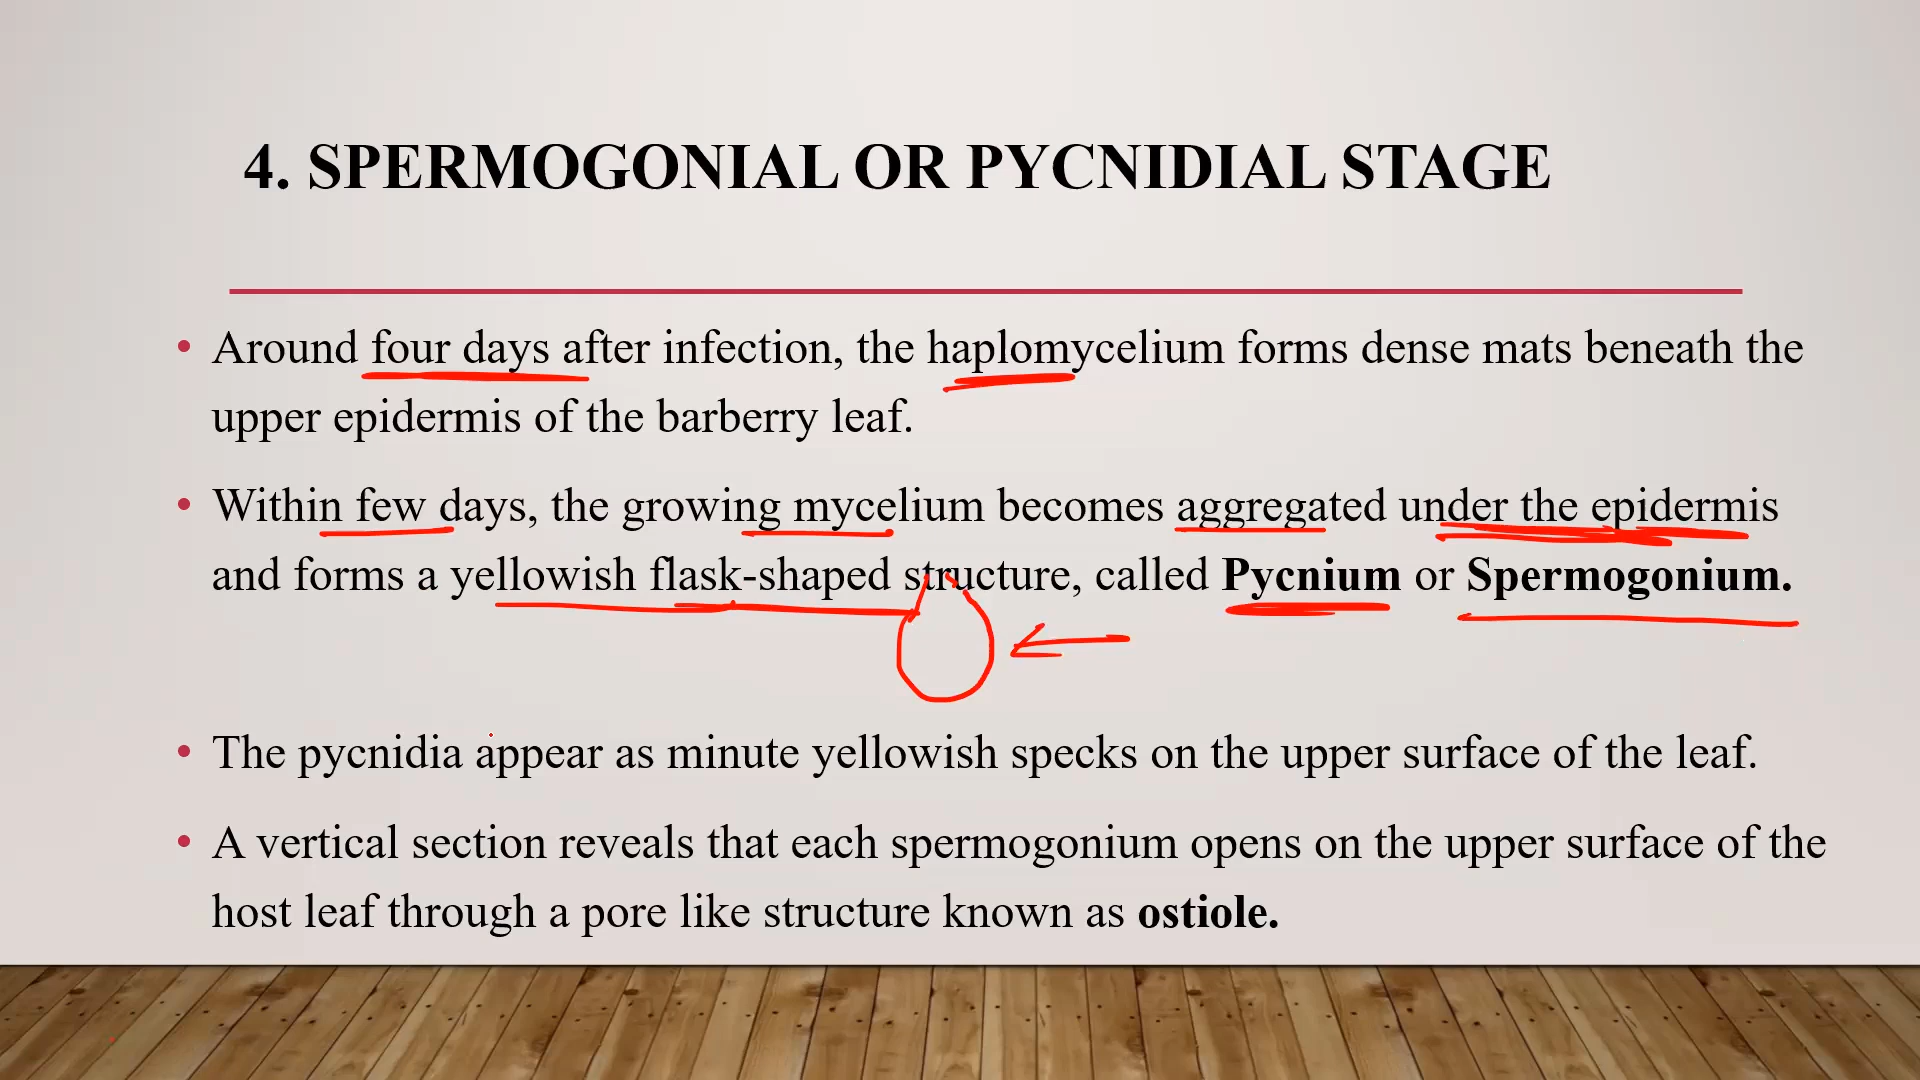 4. SPERMOGONIAL OR PYCNIDIAL STAGE
• Around four days after infection, the haplomycelium forms dense mats beneath the
upper epidermis of the barberry leaf.
• Within few days, the growing mycelium becomes aggregated under the epidermis
and forms a yellowish flask-shaped structure, called Pycnium or Spermogonium.
• The pycnidia appear as minute yellowish specks on the upper surface of the leaf.
• A vertical section reveals that each spermogonium opens on the upper surface of the
host leaf through a pore like structure known as ostiole.